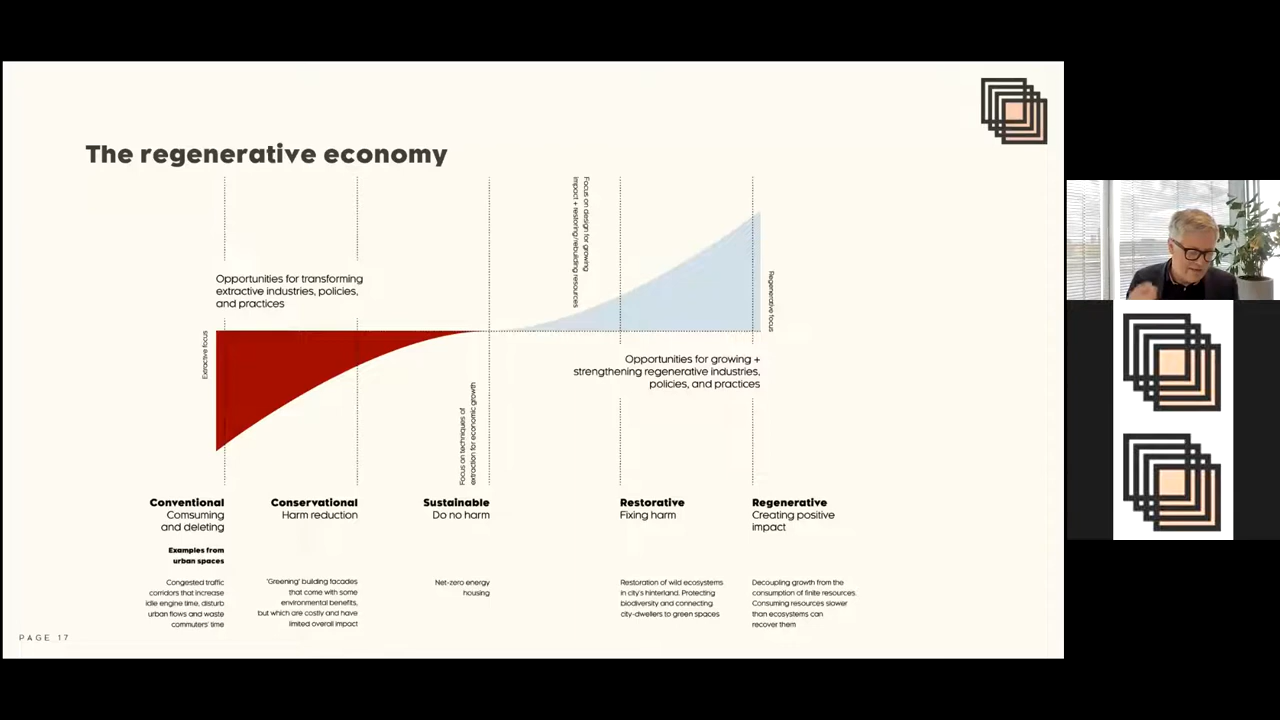 The regenerative economy
Opportunities for transforming
extractive industries, policies,
and practices
Extractive focus
Focus on techniques of
extraction for economic growth
Focus on design for growing
impact + restoring/rebuilding resources
Regenerative focus
Opportunities for growing +
strengthening regenerative industries,
policies, and practices
Conventional
Comsuming
and deleting
Conservational
Harm reduction
Sustainable
Do no harm
Restorative
Fixing harm
Regenerative
Creating positive
impact
Examples from
urban spaces
Congested traffic
corridors that increase
idle engine time, disturb
urban flows and waste
commuters' time
'Greening' building facades
that come with some
environmental benefits,
but which are costly and have
limited overall impact
Net-zero energy
housing
Restoration of wild ecosystems
in city's hinterland. Protecting
biodiversity and connecting
city-dwellers to green spaces
Decoupling growth from the
consumption of finite resources.
Consuming resources slower
than ecosystems can
recover them
PAGE 17